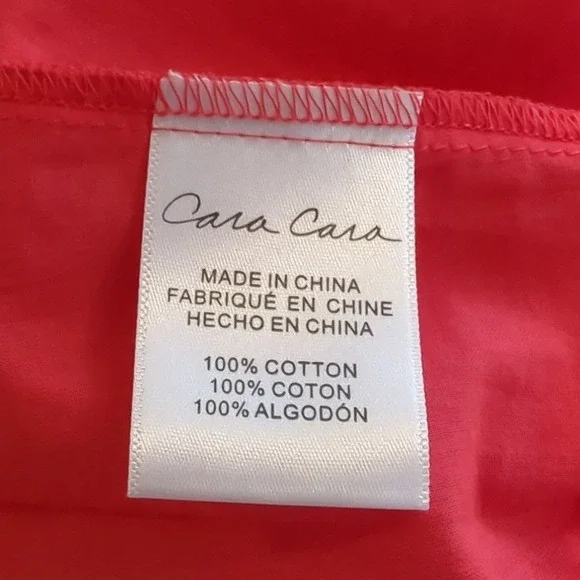 Cara Cara
MADE IN CHINA
FABRIQUÉ EN CHINE
HECHO EN CHINA
100% COTTON
100% COTON
100% ALGODÓN